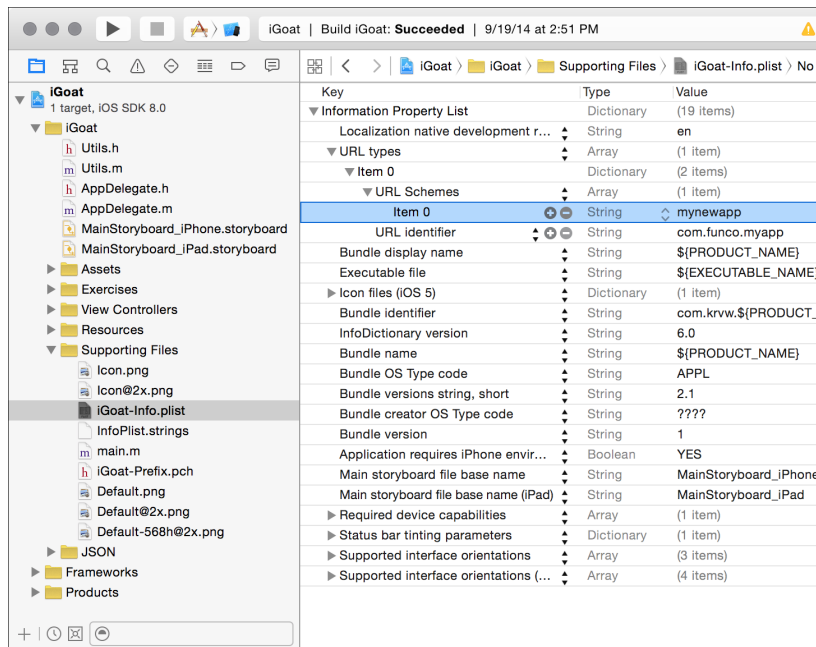 iGoat | Build iGoat: Succeeded | 9/19/14 at 2:51 PM
iGoat
1 target, iOS SDK 8.0
iGoat
Utils.h
Utils.m
AppDelegate.h
AppDelegate.m
MainStoryboard_iPhone.storyboard
MainStoryboard_iPad.storyboard
Assets
Exercises
View Controllers
Resources
Supporting Files
Icon.png
Icon@2x.png
iGoat-Info.plist
InfoPlist.strings
main.m
iGoat-Prefix.pch
Default.png
Default@2x.png
Default-568h@2x.png
JSON
Frameworks
Products
iGoat 〉 iGoat 〉 Supporting Files 〉 iGoat-Info.plist 〉 No
Key Type Value
Information Property List Dictionary (19 items)
Localization native development r... String en
URL types Array (1 item)
Item 0 Dictionary (2 items)
URL Schemes Array (1 item)
Item 0 String mynewapp
URL identifier String com.funco.myapp
Bundle display name String ${PRODUCT_NAME}
Executable file String ${EXECUTABLE_NAME}
Icon files (iOS 5) Dictionary (1 item)
Bundle identifier String com.krvw.${PRODUCT_
InfoDictionary version String 6.0
Bundle name String ${PRODUCT_NAME}
Bundle OS Type code String APPL
Bundle versions string, short String 2.1
Bundle creator OS Type code String ????
Bundle version String 1
Application requires iPhone envir... Boolean YES
Main storyboard file base name String MainStoryboard_iPhone
Main storyboard file base name (iPad) String MainStoryboard_iPad
Required device capabilities Array (1 item)
Status bar tinting parameters Dictionary (1 item)
Supported interface orientations Array (3 items)
Supported interface orientations (... Array (4 items)